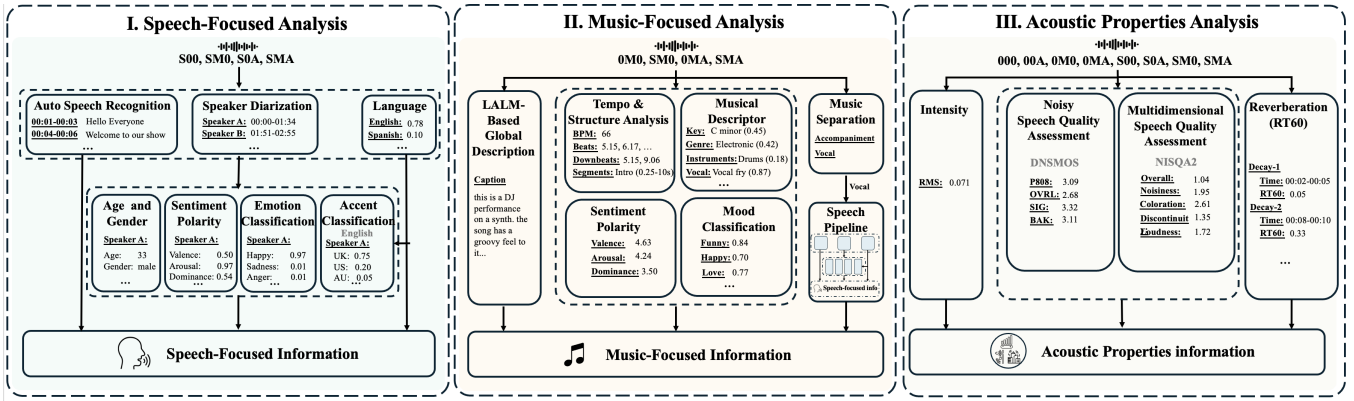 I. Speech-Focused Analysis
S00, SM0, S0A, SMA
Auto Speech Recognition
00:01-00:03 Hello Everyone
00:04-00:06 Welcome to our show
...
Speaker Diarization
Speaker A: 00:00-01:34
Speaker B: 01:51-02:55
...
Language
English: 0.78
Spanish: 0.10
...
Age and
Gender
Speaker A:
Age: 33
Gender: male
...
Sentiment
Polarity
Speaker A:
Valence: 0.50
Arousal: 0.97
Dominance: 0.54
Emotion
Classification
Speaker A:
Happy: 0.97
Sadness: 0.01
Anger: 0.01
...
Accent
Classification
English
Speaker A:
UK: 0.75
US: 0.20
AU: 0.05
...
Speech-Focused Information
II. Music-Focused Analysis
0M0, SM0, 0MA, SMA
LALM-
Based
Global
Description
Caption
this is a DJ
performance
on a synth. the
song has a
groovy feel to
it...
Tempo &
Structure Analysis
BPM: 66
Beats: 5.15, 6.17, ...
Downbeats: 5.15, 9.06
Segments: Intro (0.25-10s)
Musical
Descriptor
Key: C minor (0.45)
Genre: Electronic (0.42)
Instruments: Drums (0.18)
Vocal: Vocal fry (0.87)
...
Sentiment
Polarity
Valence: 4.63
Arousal: 4.24
Dominance: 3.50
Mood
Classification
Funny: 0.84
Happy: 0.70
Love: 0.77
...
Music
Separation
Accompaniment
Vocal
Vocal
Speech
Pipeline
Speech-focused info
Music-Focused Information
III. Acoustic Properties Analysis
000, 00A, 0M0, 0MA, S00, S0A, SM0, SMA
Intensity
RMS: 0.071
Noisy
Speech Quality
Assessment
DNSMOS
P808: 3.09
OVRL: 2.68
SIG: 3.32
BAK: 3.11
Multidimensional
Speech Quality
Assessment
NISQA2
Overall: 1.04
Noisiness: 1.95
Coloration: 2.61
Discontinuit 1.35
Loudness: 1.72
Reverberation
(RT60)
Decay-1
Time: 00:02-00:05
RT60: 0.05
Decay-2
Time: 00:08-00:10
RT60: 0.33
...
Acoustic Properties information